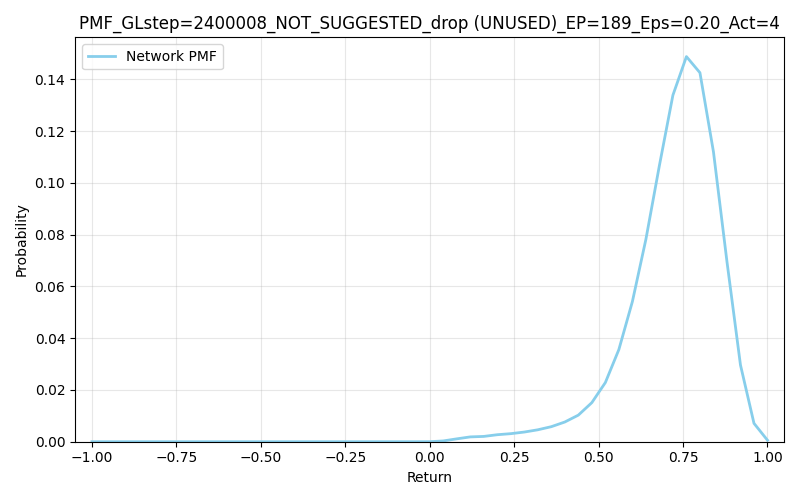 PMF_GLstep=2400008_NOT_SUGGESTED_drop (UNUSED)_EP=189_Eps=0.20_Act=4
Network PMF
Probability
0.14
0.12
0.10
0.08
0.06
0.04
0.02
0.00
−1.00 −0.75 −0.50 −0.25 0.00 0.25 0.50 0.75 1.00
Return